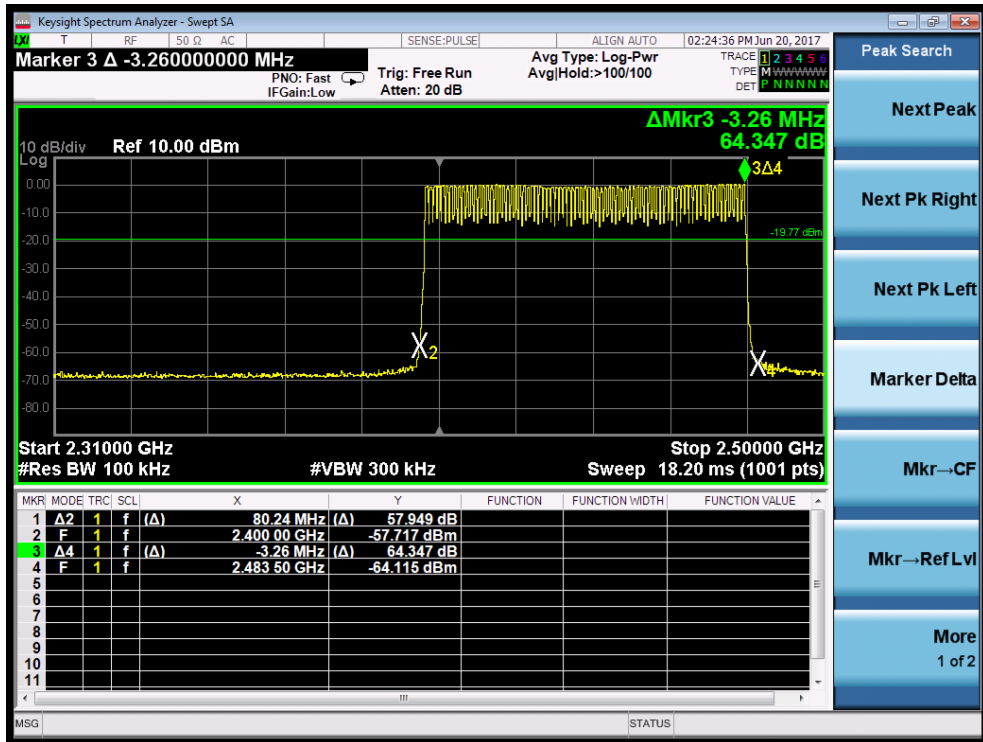 Keysight Spectrum Analyzer - Swept SA
LXI T RF 50 Ω AC SENSE:PULSE ALIGN AUTO 02:24:36 PM Jun 20, 2017
Marker 3 Δ -3.260000000 MHz
PNO: Fast
IFGain:Low
Trig: Free Run
Atten: 20 dB
Avg Type: Log-Pwr
Avg|Hold:>100/100
TRACE 1 2 3 4 5 6
TYPE M WWWWW
DET P N N N N N
Peak Search
ΔMkr3 -3.26 MHz
64.347 dB
10 dB/div Ref 10.00 dBm
Log
3Δ4
0.00
-10.0
-20.0
-19.77 dBm
-30.0
-40.0
-50.0
-60.0
2
-70.0
4
-80.0
Start 2.31000 GHz Stop 2.50000 GHz
#Res BW 100 kHz #VBW 300 kHz Sweep 18.20 ms (1001 pts)
MKR MODE TRC SCL X Y FUNCTION FUNCTION WIDTH FUNCTION VALUE
1 Δ2 1 f (Δ) 80.24 MHz (Δ) 57.949 dB
2 F 1 f 2.400 00 GHz -57.717 dBm
3 Δ4 1 f (Δ) -3.26 MHz (Δ) 64.347 dB
4 F 1 f 2.483 50 GHz -64.115 dBm
5
6
7
8
9
10
11
MSG STATUS
Next Peak
Next Pk Right
Next Pk Left
Marker Delta
Mkr→CF
Mkr→Ref Lvl
More
1 of 2